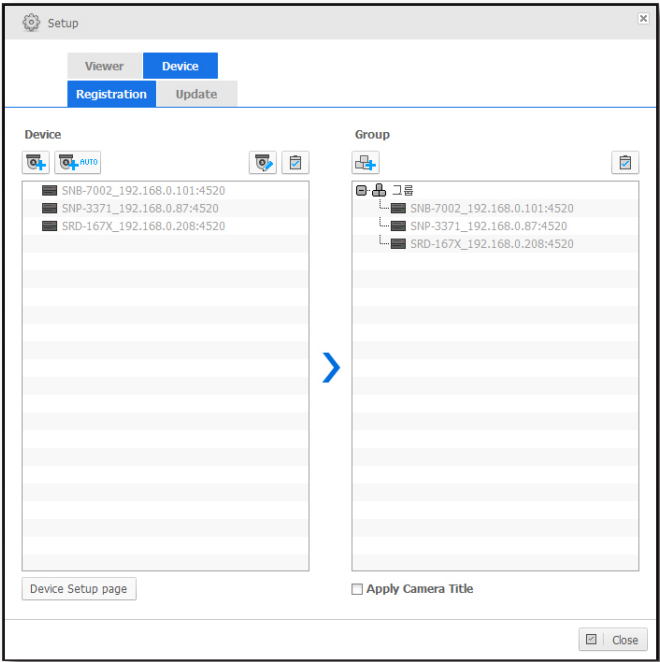 Setup
Viewer Device
Registration Update
Device
Group
AUTO
SNB-7002_192.168.0.101:4520
SNP-3371_192.168.0.87:4520
SRD-167X_192.168.0.208:4520
그룹
SNB-7002_192.168.0.101:4520
SNP-3371_192.168.0.87:4520
SRD-167X_192.168.0.208:4520
Device Setup page
Apply Camera Title
Close